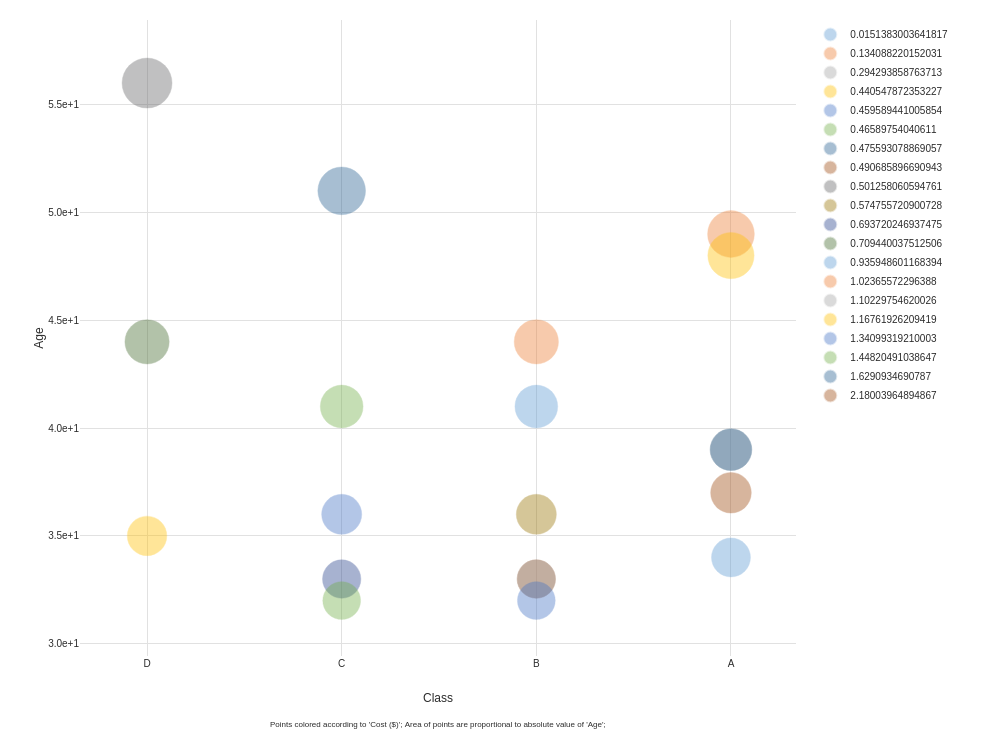 5.5e+1
5.0e+1
4.5e+1
4.0e+1
3.5e+1
3.0e+1
Age
D C B A
Class
Points colored according to 'Cost ($)'; Area of points are proportional to absolute value of 'Age';
0.0151383003641817
0.134088220152031
0.294293858763713
0.440547872353227
0.459589441005854
0.46589754040611
0.475593078869057
0.490685896690943
0.501258060594761
0.574755720900728
0.693720246937475
0.709440037512506
0.935948601168394
1.02365572296388
1.10229754620026
1.16761926209419
1.34099319210003
1.44820491038647
1.6290934690787
2.18003964894867